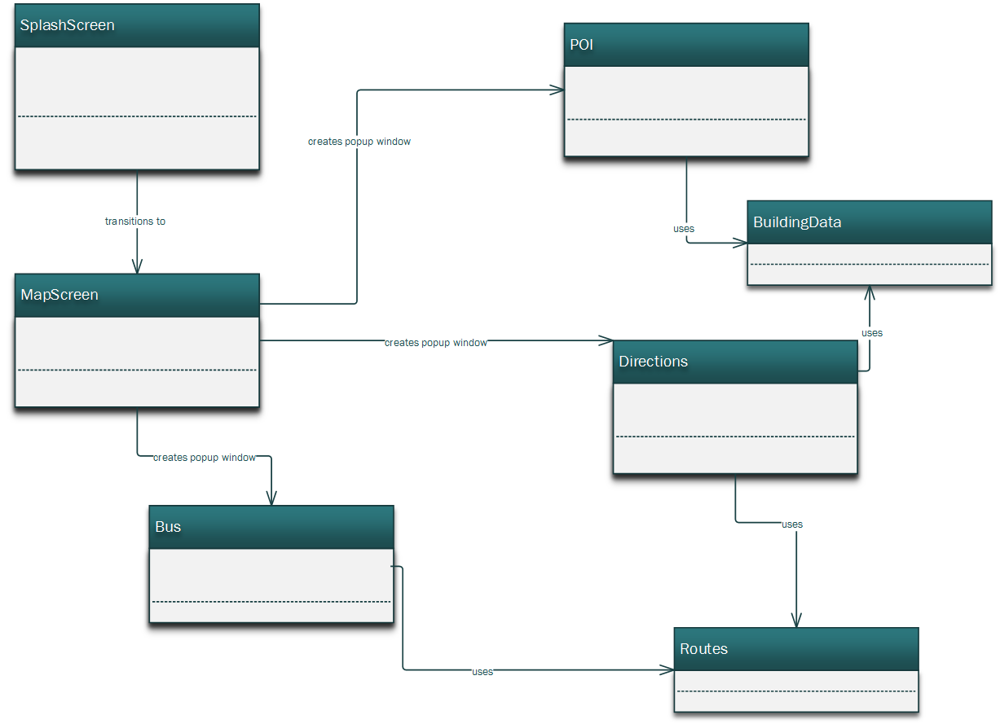 SplashScreen
POI
creates popup window
transitions to
BuildingData
uses
MapScreen
uses
creates popup window
Directions
creates popup window
Bus
uses
Routes
uses